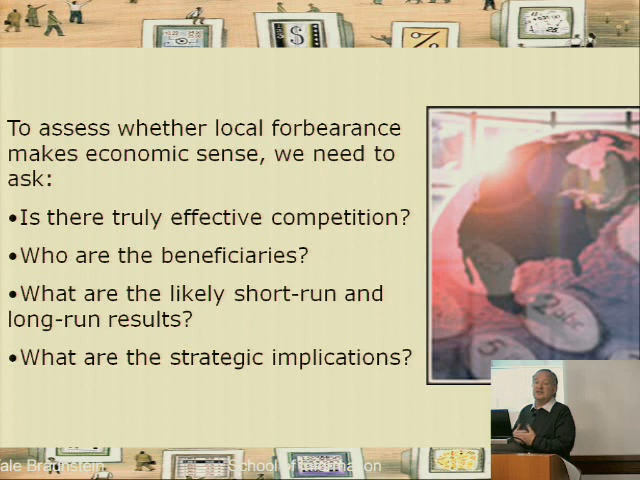 To assess whether local forbearance
makes economic sense, we need to
ask:
•Is there truly effective competition?
•Who are the beneficiaries?
•What are the likely short-run and
long-run results?
•What are the strategic implications?
ale Braunstein School of Information